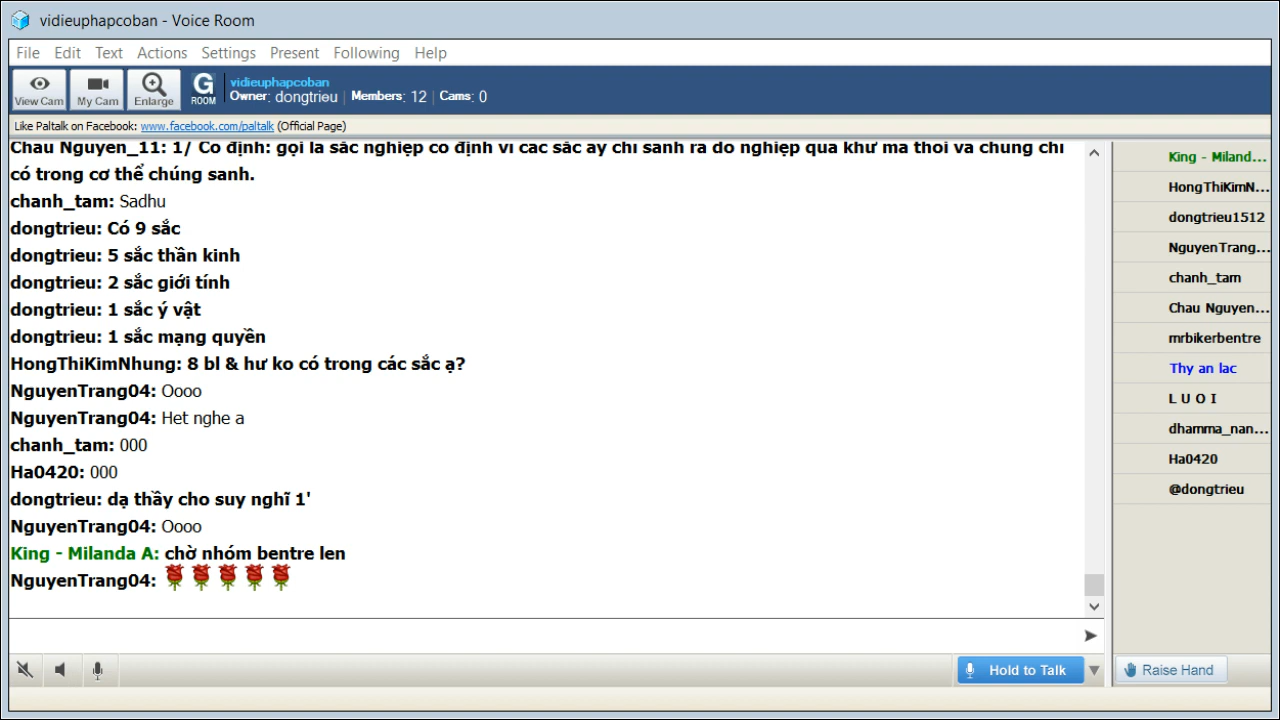 vidieuphapcoban - Voice Room
File Edit Text Actions Settings Present Following Help
View Cam My Cam Enlarge G ROOM
vidieuphapcoban
Owner: dongtrieu | Members: 12 | Cams: 0
Like Paltalk on Facebook: www.facebook.com/paltalk (Official Page)
Chau Nguyen_11: 1/ Cố định: gọi là sắc nghiệp cố định vì các sắc ấy chỉ sanh ra do nghiệp quá khứ mà thôi và chúng chỉ
có trong cơ thể chúng sanh.
chanh_tam: Sadhu
dongtrieu: Có 9 sắc
dongtrieu: 5 sắc thần kinh
dongtrieu: 2 sắc giới tính
dongtrieu: 1 sắc ý vật
dongtrieu: 1 sắc mạng quyền
HongThiKimNhung: 8 bl & hư ko có trong các sắc ạ?
NguyenTrang04: Oooo
NguyenTrang04: Het nghe a
chanh_tam: 000
Ha0420: 000
dongtrieu: dạ thầy cho suy nghĩ 1'
NguyenTrang04: Oooo
King - Milanda A: chờ nhóm bentre len
NguyenTrang04:
King - Miland...
HongThiKimN...
dongtrieu1512
NguyenTrang...
chanh_tam
Chau Nguyen...
mrbikerbentre
Thy an lac
L U O I
dhamma_nan...
Ha0420
@dongtrieu
Hold to Talk
Raise Hand